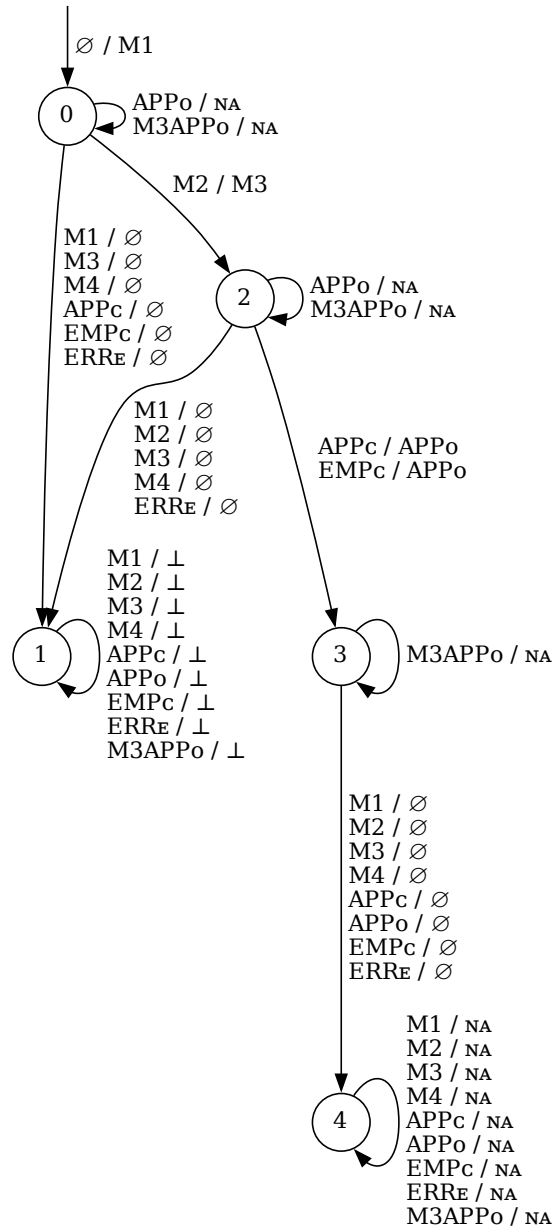 ∅ / M1
0
APPO / NA
M3APPO / NA
M2 / M3
M1 / ∅
M3 / ∅
M4 / ∅
APPC / ∅
EMPC / ∅
ERRE / ∅
2
APPO / NA
M3APPO / NA
M1 / ∅
M2 / ∅
M3 / ∅
M4 / ∅
ERRE / ∅
APPC / APPO
EMPC / APPO
1
M1 / ⊥
M2 / ⊥
M3 / ⊥
M4 / ⊥
APPC / ⊥
APPO / ⊥
EMPC / ⊥
ERRE / ⊥
M3APPO / ⊥
3
M3APPO / NA
M1 / ∅
M2 / ∅
M3 / ∅
M4 / ∅
APPC / ∅
APPO / ∅
EMPC / ∅
ERRE / ∅
4
M1 / NA
M2 / NA
M3 / NA
M4 / NA
APPC / NA
APPO / NA
EMPC / NA
ERRE / NA
M3APPO / NA